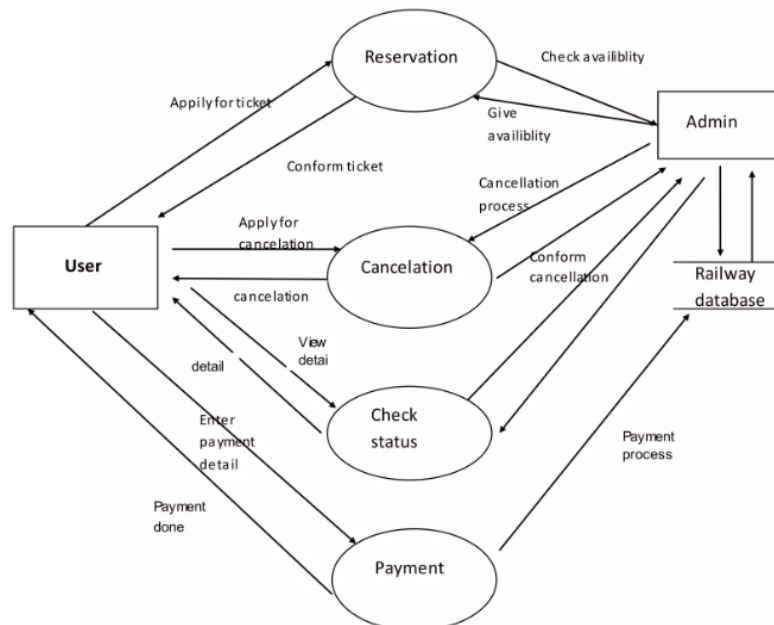 Reservation
Check availiblity
Appily for ticket
Give
availiblity
Admin
Conform ticket
Cancellation
process
Apply for
cancelation
User
Cancelation
Conform
cancellation
Railway
database
cancelation
View
detai
detail
Check
status
Enter
payment
detail
Payment
process
Payment
done
Payment